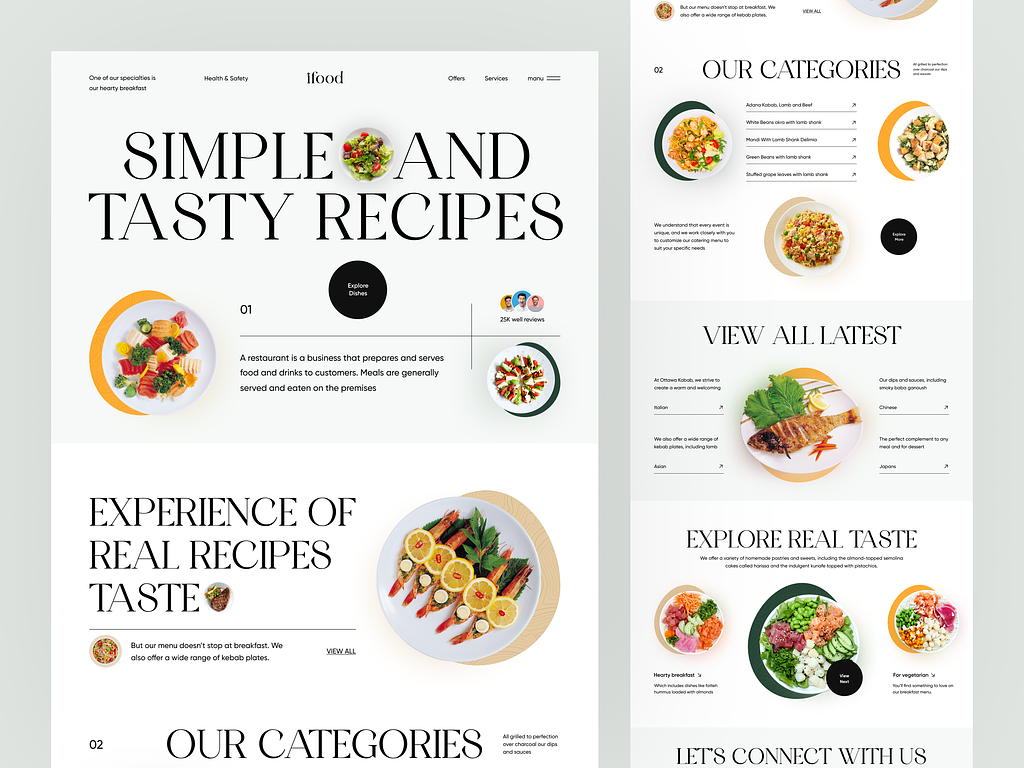 One of our specialties is
our hearty breakfast
Health & Safety
ifood
Offers
Services
manu
SIMPLE AND
TASTY RECIPES
Explore
Dishes
01
25K well reviews
A restaurant is a business that prepares and serves
food and drinks to customers. Meals are generally
served and eaten on the premises
EXPERIENCE OF
REAL RECIPES
TASTE
But our menu doesn't stop at breakfast. We
also offer a wide range of kebab plates.
VIEW ALL
02
OUR CATEGORIES
All grilled to perfection
over charcoal our dips
and sauces
But our menu doesn't stop at breakfast. We
also offer a wide range of kebab plates.
VIEW ALL
02
OUR CATEGORIES
All grilled to perfection
over charcoal our dips
and sauces
Adana Kabab, Lamb and Beef
White Beans okra with lamb shank
Mandi With Lamb Shank Delimia
Green Beans with lamb shank
Stuffed grape leaves with lamb shank
We understand that every event is
unique, and we work closely with you
to customize our catering menu to
suit your specific needs
Explore
More
VIEW ALL LATEST
At Ottawa Kabab, we strive to
create a warm and welcoming
Italian
We also offer a wide range of
kebab plates, including lamb
Asian
Our dips and sauces, including
smoky baba ganoush
Chinese
The perfect complement to any
meal and for dessert
Japans
EXPLORE REAL TASTE
We offer a variety of homemade pastries and sweets, including the almond-topped semolina
cakes called harissa and the indulgent kunafe topped with pistachios.
View
Next
Hearty breakfast
Which includes dishes like fatteh
hummus loaded with almonds
For vegetarian
You'll find something to love on
our breakfast menu.
LET'S CONNECT WITH US